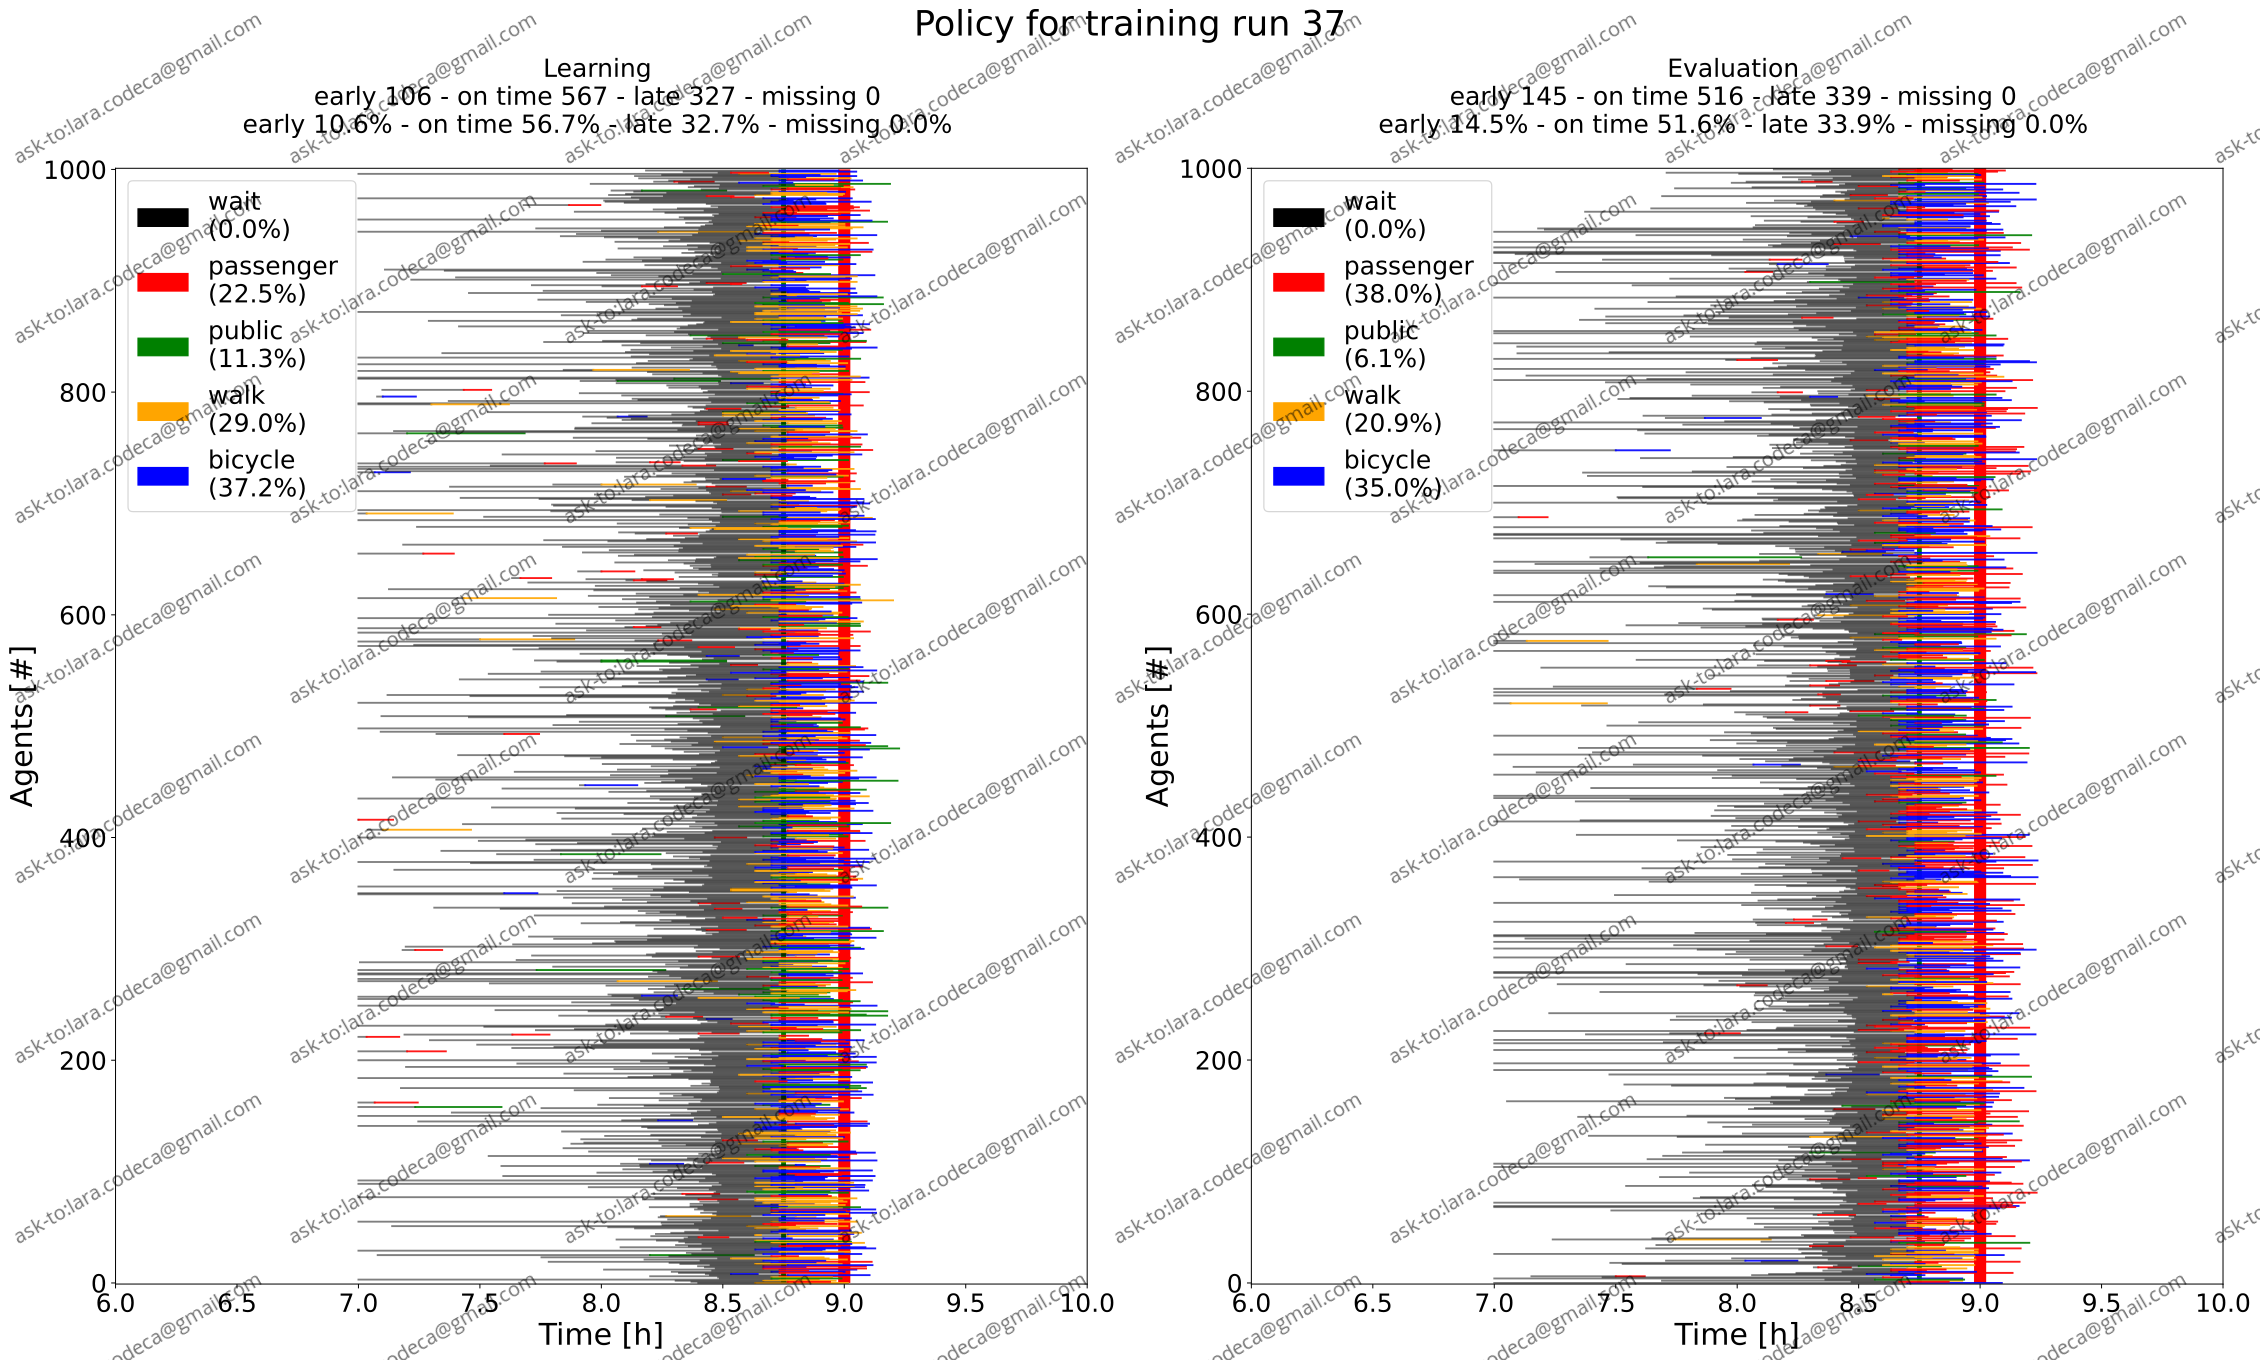 Policy for training run 37
Learning
early 106 - on time 567 - late 327 - missing 0
early 10.6% - on time 56.7% - late 32.7% - missing 0.0%
1000
800
600
400
200
0
Agents [#]
wait
(0.0%)
passenger
(22.5%)
public
(11.3%)
walk
(29.0%)
bicycle
(37.2%)
6.0 6.5 7.0 7.5 8.0 8.5 9.0 9.5 10.0
Time [h]
Evaluation
early 145 - on time 516 - late 339 - missing 0
early 14.5% - on time 51.6% - late 33.9% - missing 0.0%
1000
800
600
400
200
0
Agents [#]
wait
(0.0%)
passenger
(38.0%)
public
(6.1%)
walk
(20.9%)
bicycle
(35.0%)
6.0 6.5 7.0 7.5 8.0 8.5 9.0 9.5 10.0
Time [h]
ask-to:lara.codeca@gmail.com